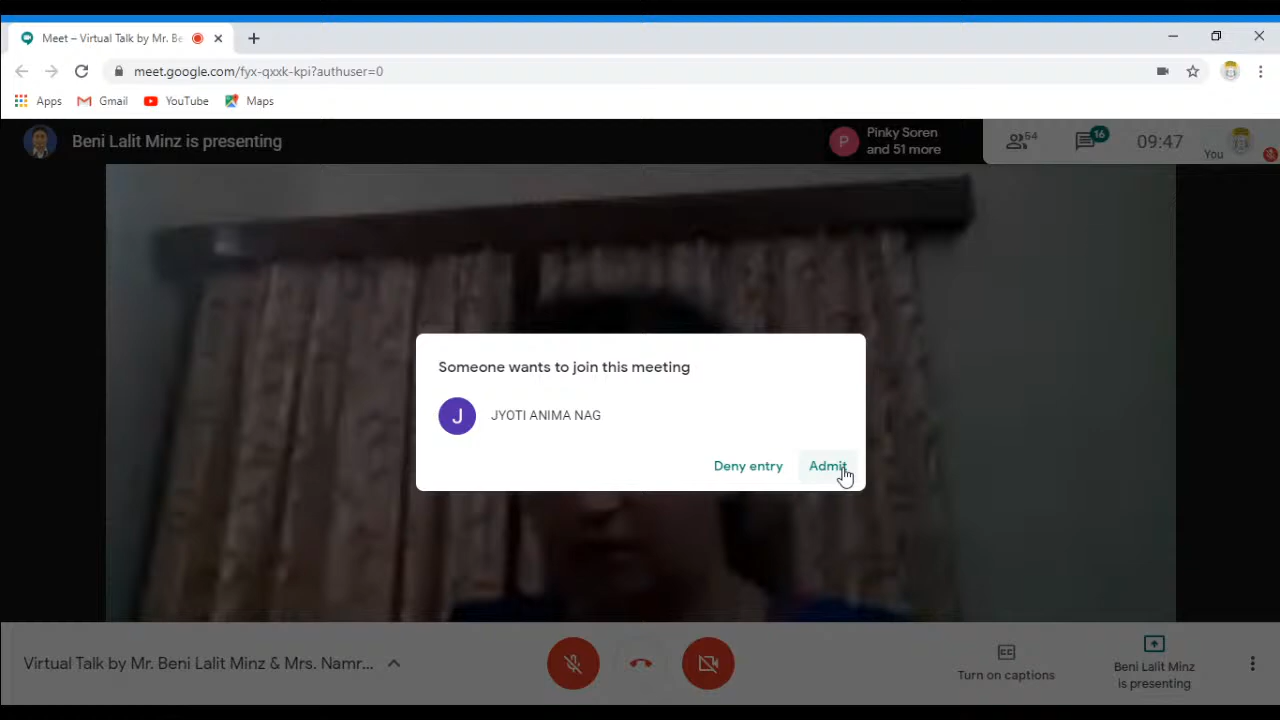 Meet – Virtual Talk by Mr. Be
meet.google.com/fyx-qxxk-kpi?authuser=0
Apps Gmail YouTube Maps
Beni Lalit Minz is presenting
P
Pinky Soren
and 51 more
54
16
09:47
You
Someone wants to join this meeting
J
JYOTI ANIMA NAG
Deny entry Admit
Virtual Talk by Mr. Beni Lalit Minz & Mrs. Namr...
CC
Turn on captions
Beni Lalit Minz
is presenting